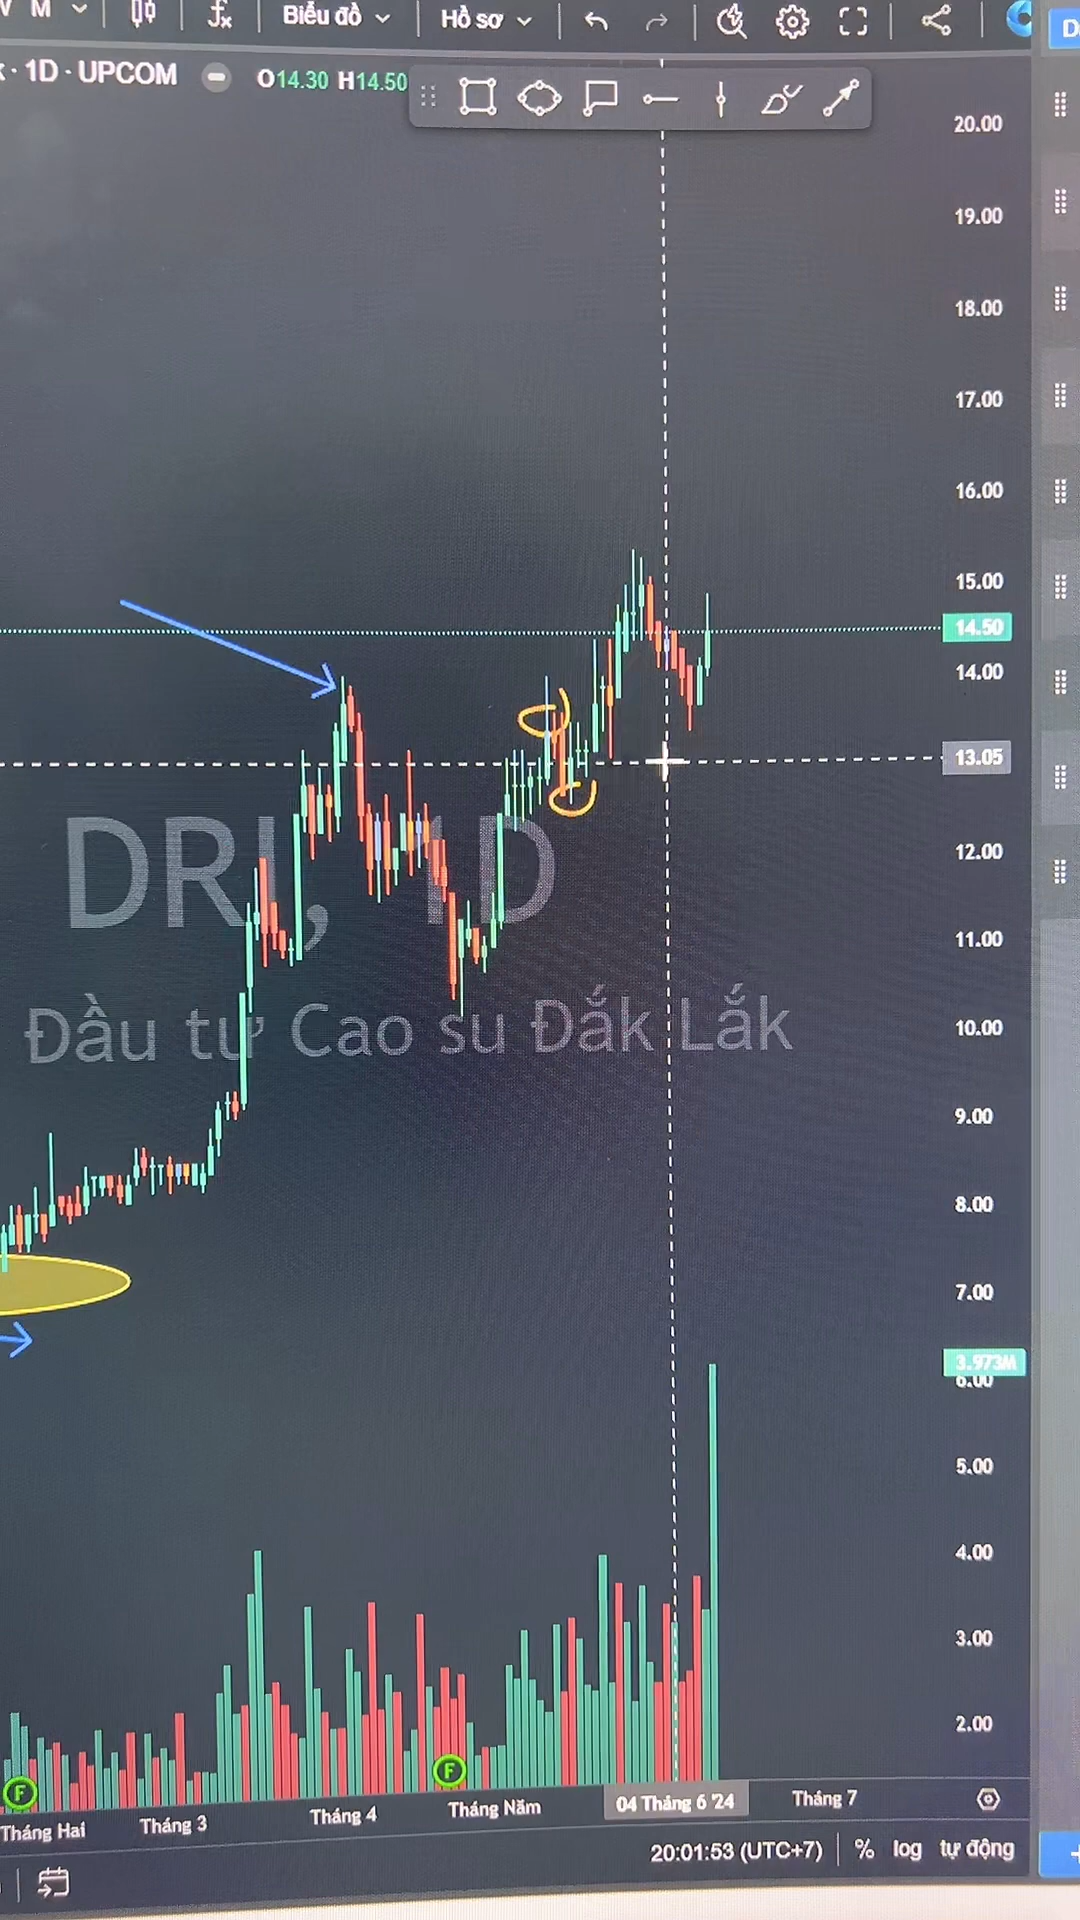 M Biểu đồ Hồ sơ
· 1D · UPCOM O14.30 H14.50
20.00
19.00
18.00
17.00
16.00
15.00
14.50
14.00
13.05
12.00
11.00
10.00
9.00
8.00
7.00
3.973M
6.00
5.00
4.00
3.00
2.00
DRI, 1D
Đầu tư Cao su Đắk Lắk
F
F
Tháng Hai Tháng 3 Tháng 4 Tháng Năm 04 Tháng 6 '24 Tháng 7
20:01:53 (UTC+7) % log tự động